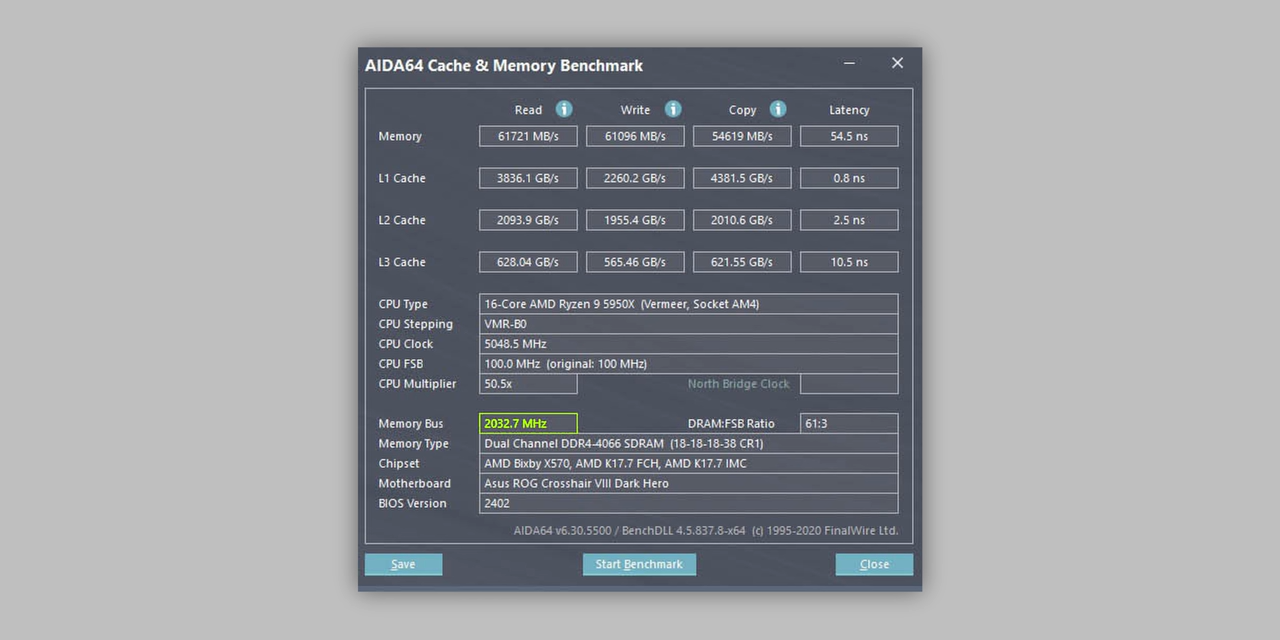 AIDA64 Cache & Memory Benchmark
Read Write Copy Latency
Memory 61721 MB/s 61096 MB/s 54619 MB/s 54.5 ns
L1 Cache 3836.1 GB/s 2260.2 GB/s 4381.5 GB/s 0.8 ns
L2 Cache 2093.9 GB/s 1955.4 GB/s 2010.6 GB/s 2.5 ns
L3 Cache 628.04 GB/s 565.46 GB/s 621.55 GB/s 10.5 ns
CPU Type 16-Core AMD Ryzen 9 5950X (Vermeer, Socket AM4)
CPU Stepping VMR-B0
CPU Clock 5048.5 MHz
CPU FSB 100.0 MHz (original: 100 MHz)
CPU Multiplier 50.5x North Bridge Clock
Memory Bus 2032.7 MHz DRAM:FSB Ratio 61:3
Memory Type Dual Channel DDR4-4066 SDRAM (18-18-18-38 CR1)
Chipset AMD Bixby X570, AMD K17.7 FCH, AMD K17.7 IMC
Motherboard Asus ROG Crosshair VIII Dark Hero
BIOS Version 2402
AIDA64 v6.30.5500 / BenchDLL 4.5.837.8-x64 (c) 1995-2020 FinalWire Ltd.
Save Start Benchmark Close